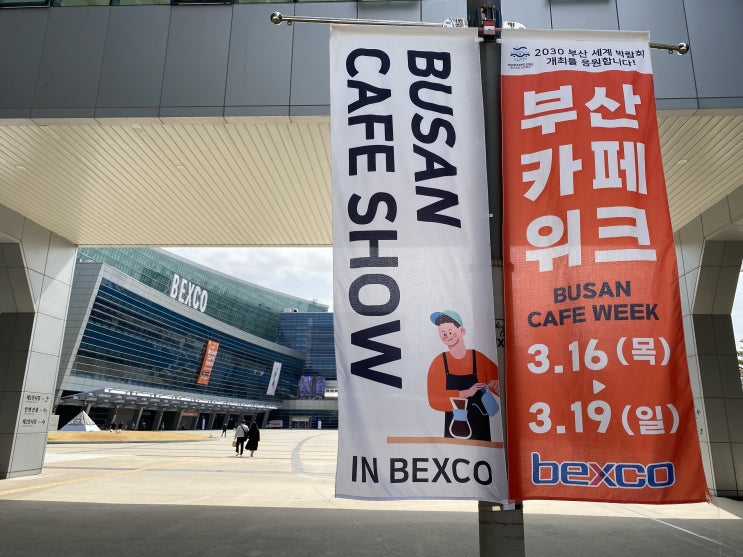 BUSAN
CAFE SHOW
IN BEXCO
2030 부산 세계 박람회
개최를 응원합니다!
부산
카페
위크
BUSAN
CAFE WEEK
3.16 (목)
3.19 (일)
bexco
BEXCO